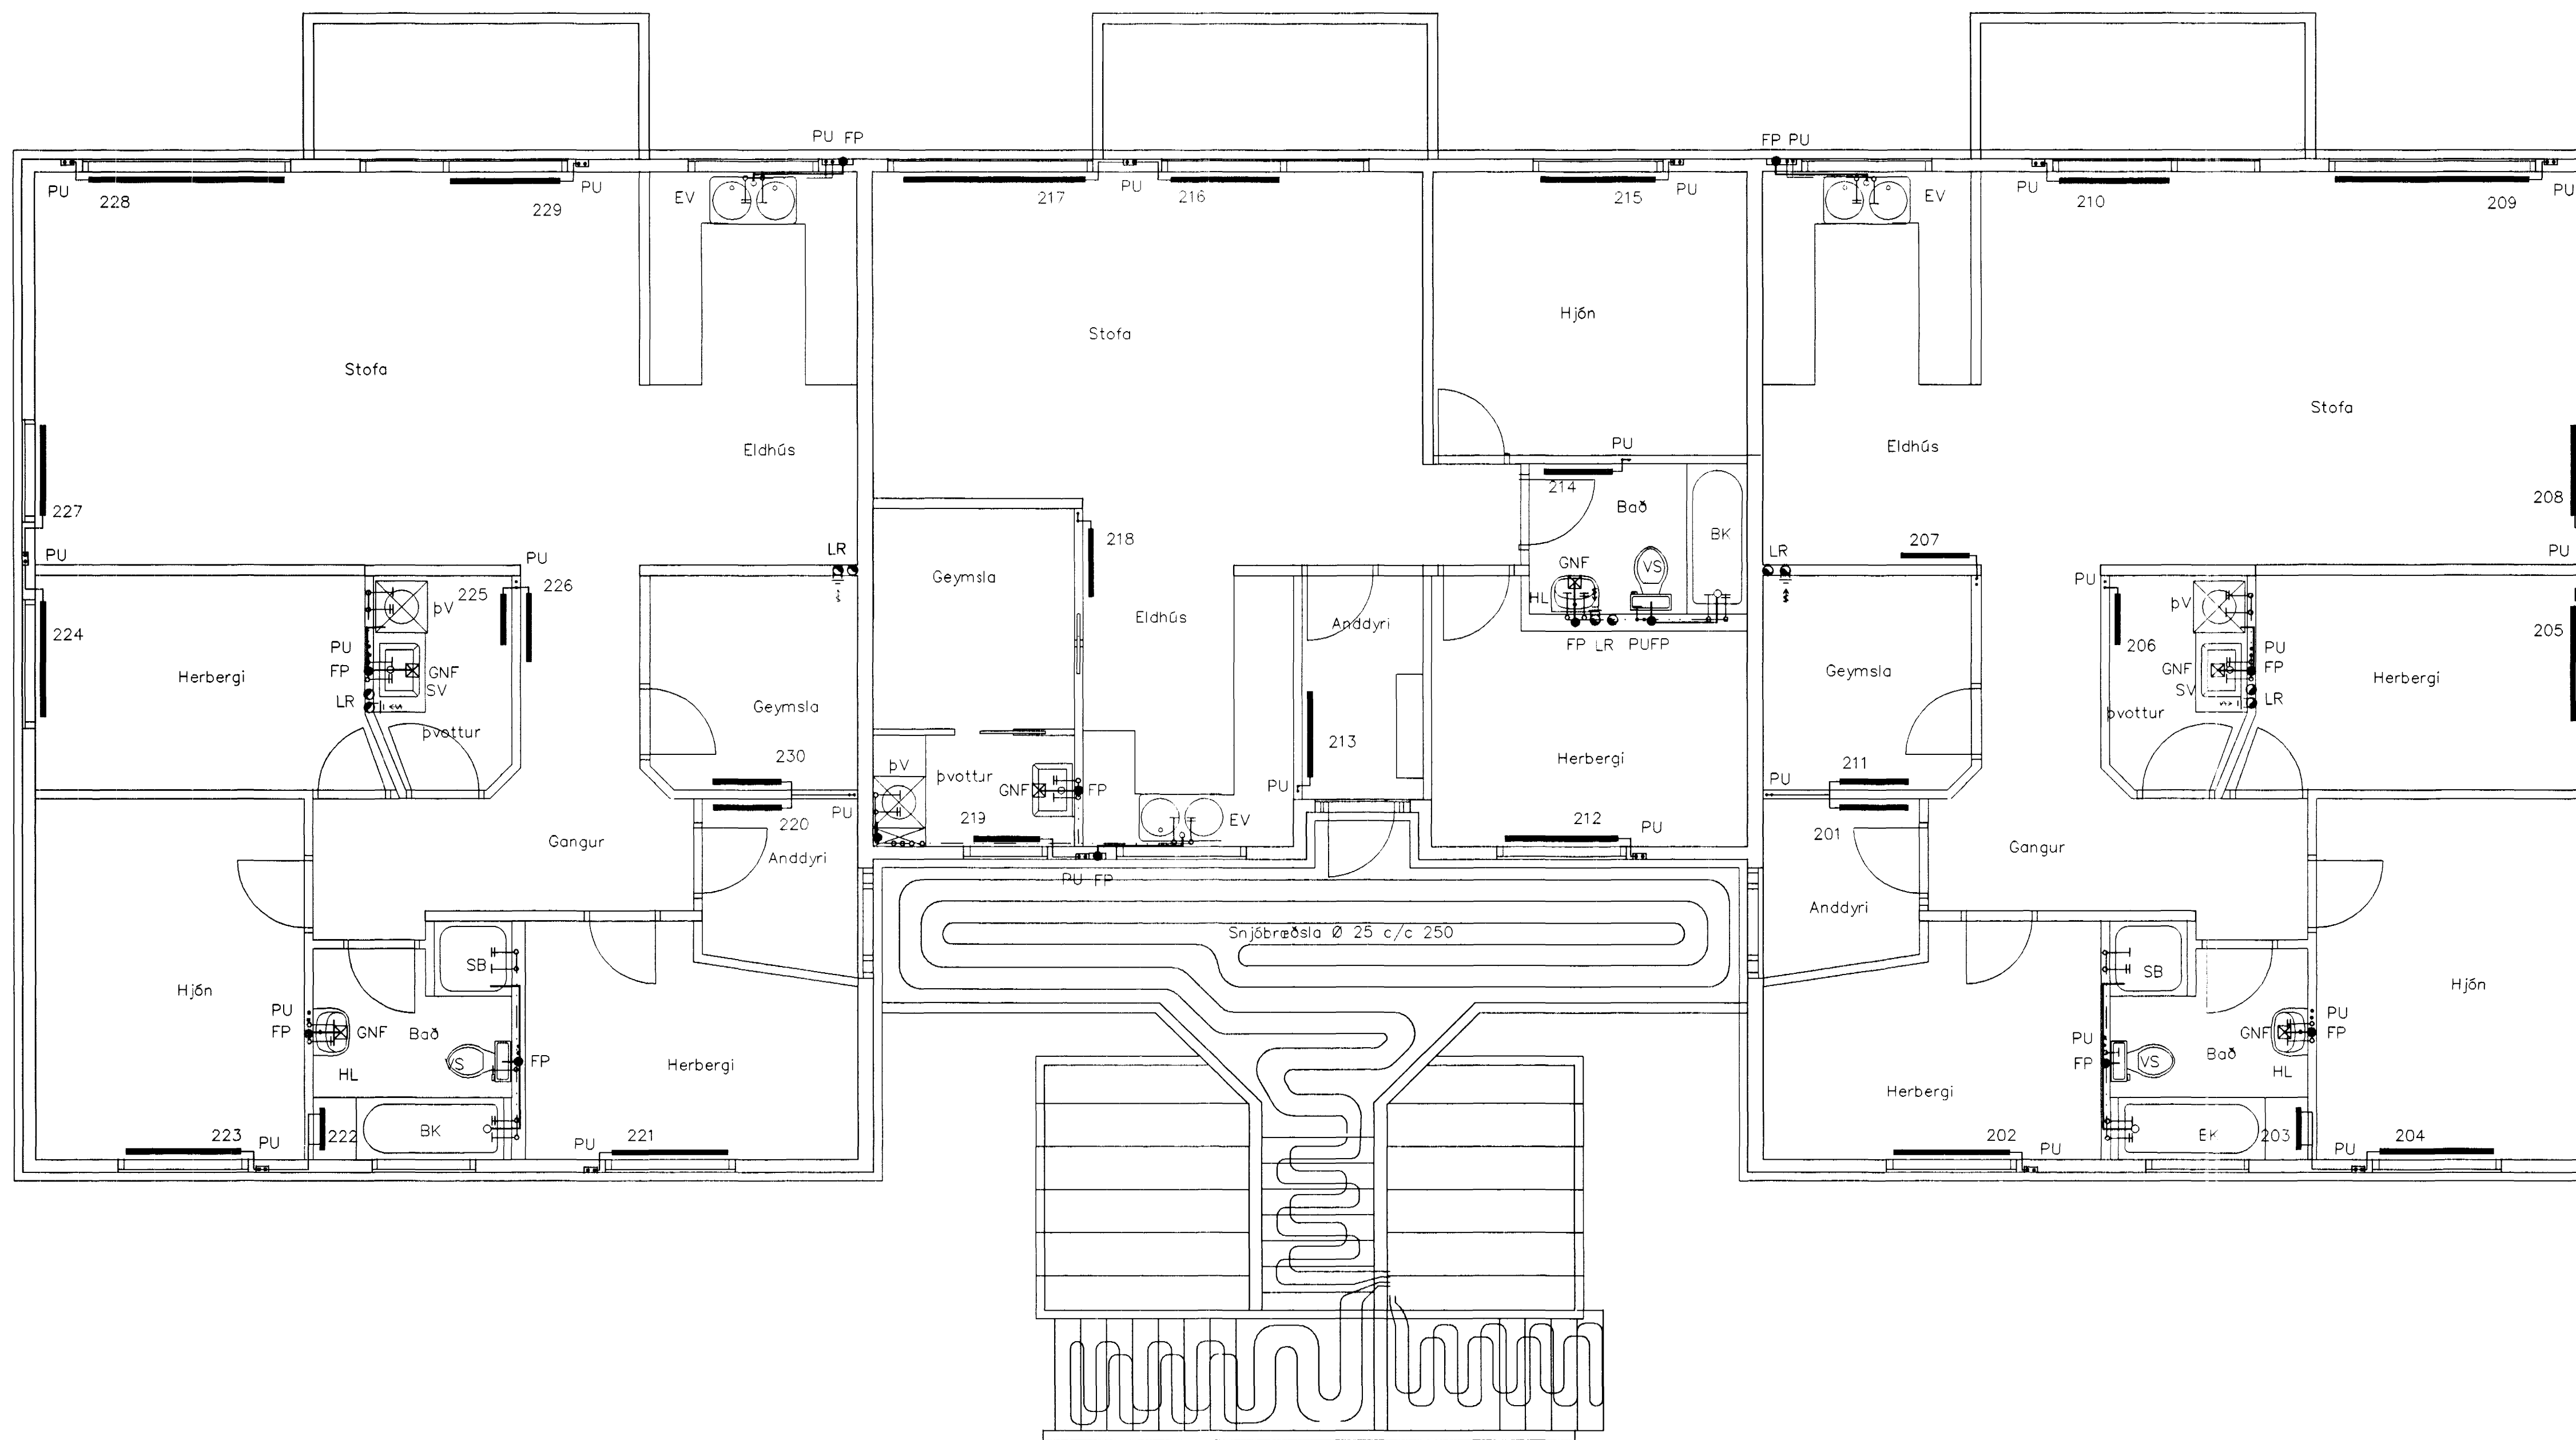 PU FP
FP PU
PU
228
229
PU
EV
217
PU
216
215
PU
EV
PU
210
209
PU
Stofa
Stofa
Hjón
Stofa
Eldhús
Eldhús
PU
227
PU
PU
LR
218
214
Bað
BK
208
LR
207
PU
224
Herbergi
þV
225
226
PU
FP
GNF
SV
LR
þvottur
Geymsla
230
PU
220
Geymsla
Eldhús
Anddyri
GNF
VS
HL
FP LR PUFP
213
PU
Herbergi
212
PU
þV
þvottur
GNF
FP
219
EV
PU FP
Geymsla
PU
211
201
PU
206
þV
GNF
SV
PU
FP
LR
þvottur
Herbergi
205
Gangur
Anddyri
Snjóbræðsla Ø 25 c/c 250
Anddyri
Gangur
Hjón
SB
PU
FP
GNF
Bað
VS
FP
HL
Herbergi
223
PU
222
BK
PU
221
SB
Hjón
PU
FP
VS
Bað
GNF
PU
FP
HL
Herbergi
202
PU
EK
203
PU
204